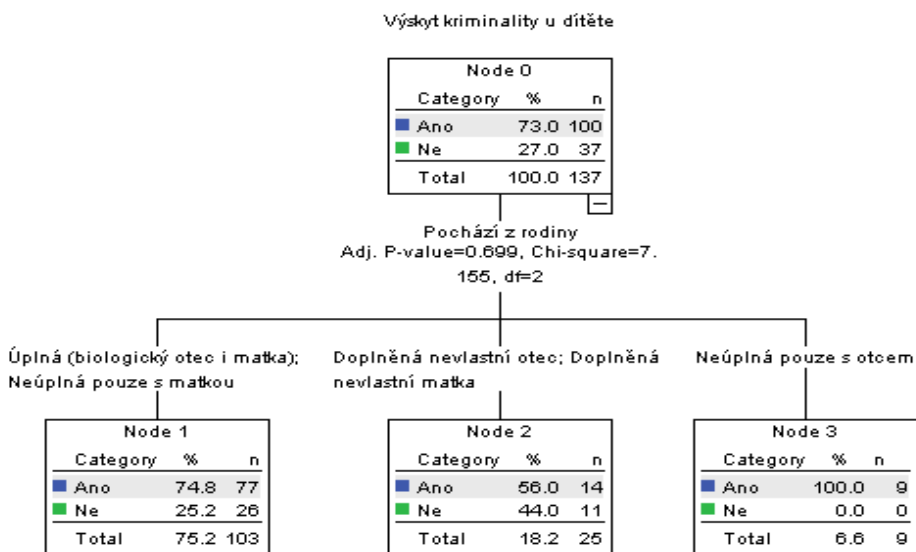 Výskyt kriminality u dítěte
Node 0
Category % n
Ano 73.0 100
Ne 27.0 37
Total 100.0 137
Pochází z rodiny
Adj. P-value=0.699, Chi-square=7.
155, df=2
Úplná (biologický otec i matka);
Neúplná pouze s matkou
Doplněná nevlastní otec; Doplněná
nevlastní matka
Neúplná pouze s otcem
Node 1
Category % n
Ano 74.8 77
Ne 25.2 26
Total 75.2 103
Node 2
Category % n
Ano 56.0 14
Ne 44.0 11
Total 18.2 25
Node 3
Category % n
Ano 100.0 9
Ne 0.0 0
Total 6.6 9